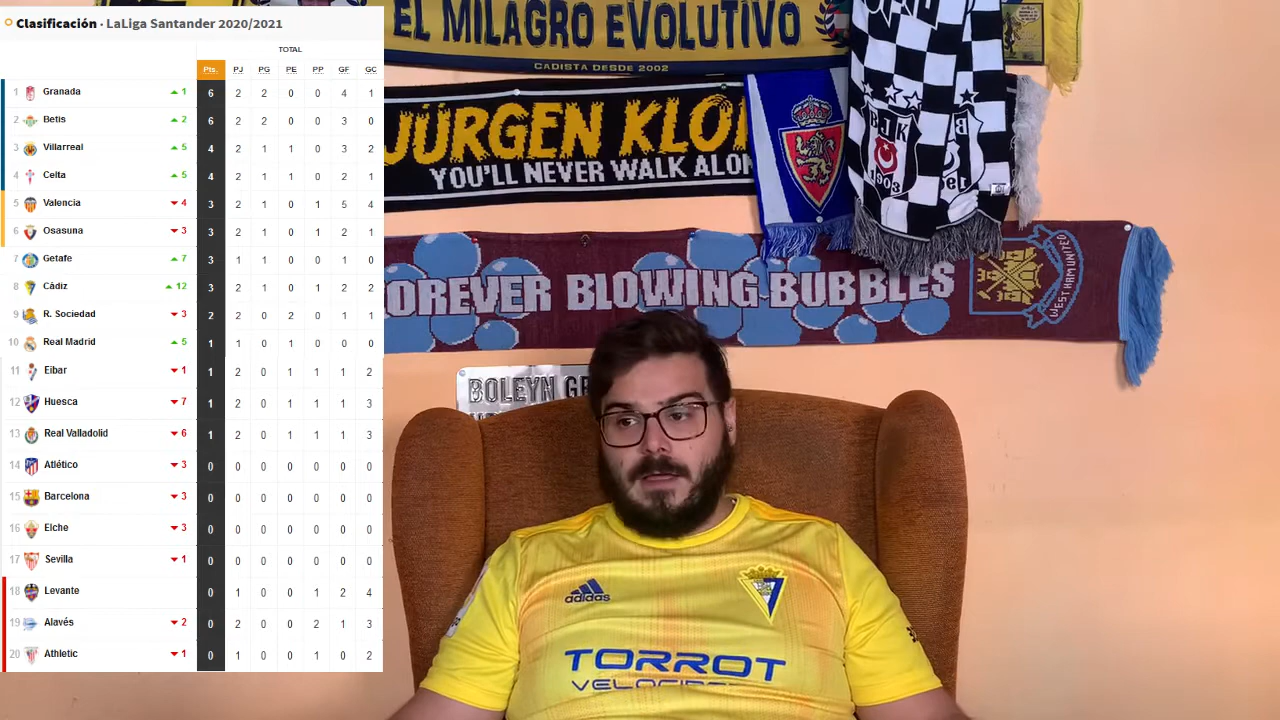 Clasificación · LaLiga Santander 2020/2021
TOTAL
Pts. PJ PG PE PP GF GC
1 Granada 1 6 2 2 0 0 4 1
2 Betis 2 6 2 2 0 0 3 0
3 Villarreal 5 4 2 1 1 0 3 2
4 Celta 5 4 2 1 1 0 2 1
5 Valencia 4 3 2 1 0 1 5 4
6 Osasuna 3 3 2 1 0 1 2 1
7 Getafe 7 3 1 1 0 0 1 0
8 Cádiz 12 3 2 1 0 1 2 2
9 R. Sociedad 3 2 2 0 2 0 1 1
10 Real Madrid 5 1 1 0 1 0 0 0
11 Eibar 1 1 2 0 1 1 1 2
12 Huesca 7 1 2 0 1 1 1 3
13 Real Valladolid 6 1 2 0 1 1 1 3
14 Atlético 3 0 0 0 0 0 0 0
15 Barcelona 3 0 0 0 0 0 0 0
16 Elche 3 0 0 0 0 0 0 0
17 Sevilla 1 0 0 0 0 0 0 0
18 Levante 0 1 0 0 1 2 4
19 Alavés 2 0 2 0 0 2 1 3
20 Athletic 1 0 1 0 0 1 0 2
EL MILAGRO EVOLUTIVO
CADISTA DESDE 2002
JÜRGEN KLO
YOU'LL NEVER WALK ALON
BJK
1903
OREVER BLOWING BUBBLES
WEST HAM UNITED
BOLEYN GR
adidas
TORROT
VELOCIPE